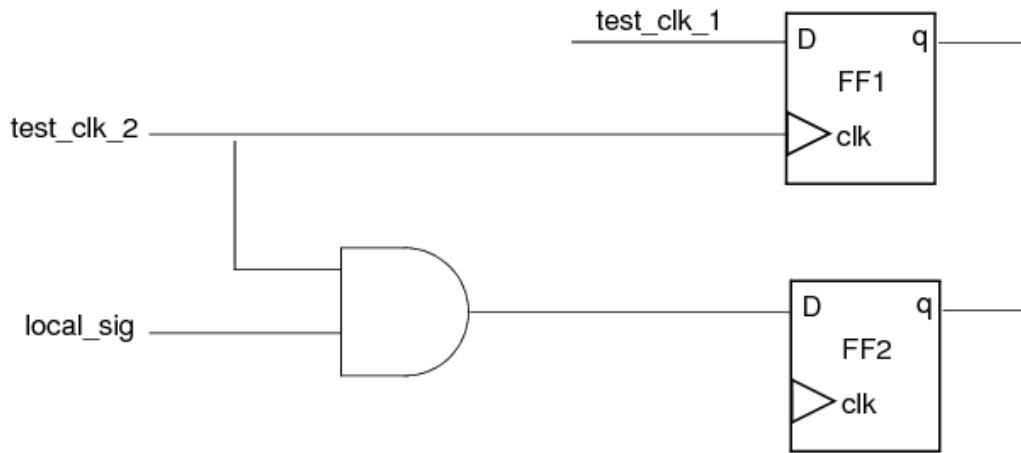 test_clk_1
D q
FF1
test_clk_2
clk
local_sig
D q
FF2
clk